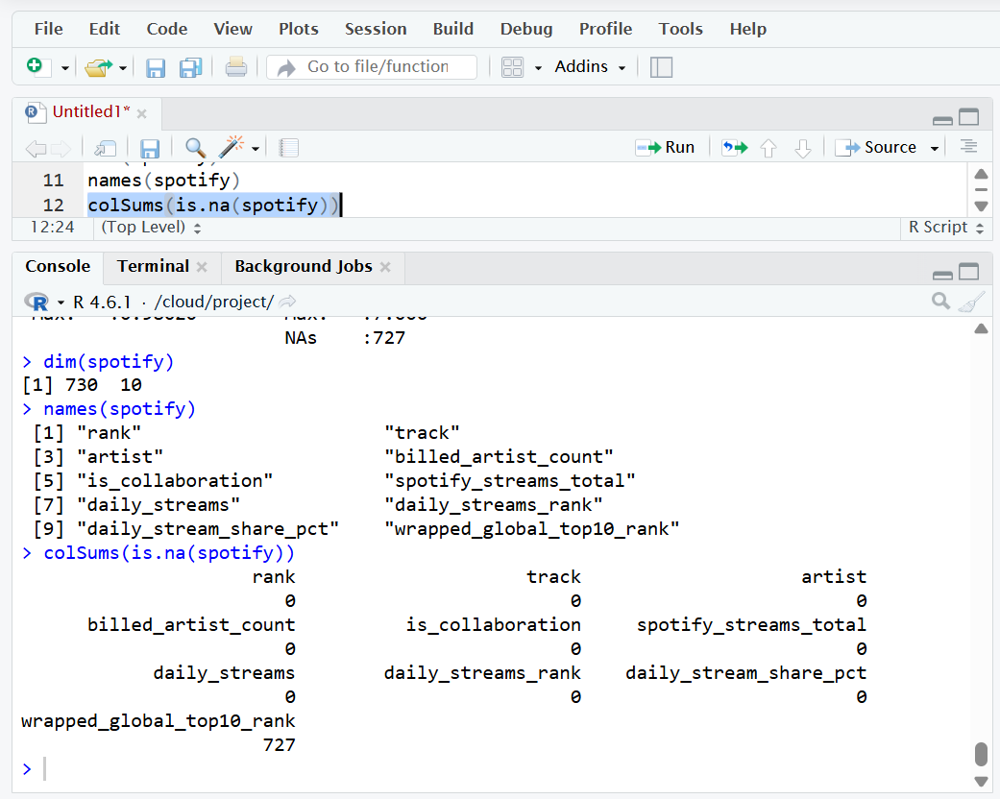 File Edit Code View Plots Session Build Debug Profile Tools Help
Go to file/function Addins
Untitled1*
Run Source
11 names(spotify)
12 colSums(is.na(spotify))
12:24 (Top Level) R Script
Console Terminal Background Jobs
R 4.6.1 · /cloud/project/
NAs :727
> dim(spotify)
[1] 730 10
> names(spotify)
[1] "rank" "track"
[3] "artist" "billed_artist_count"
[5] "is_collaboration" "spotify_streams_total"
[7] "daily_streams" "daily_streams_rank"
[9] "daily_stream_share_pct" "wrapped_global_top10_rank"
> colSums(is.na(spotify))
rank track artist
0 0 0
billed_artist_count is_collaboration spotify_streams_total
0 0 0
daily_streams daily_streams_rank daily_stream_share_pct
0 0 0
wrapped_global_top10_rank
727
>